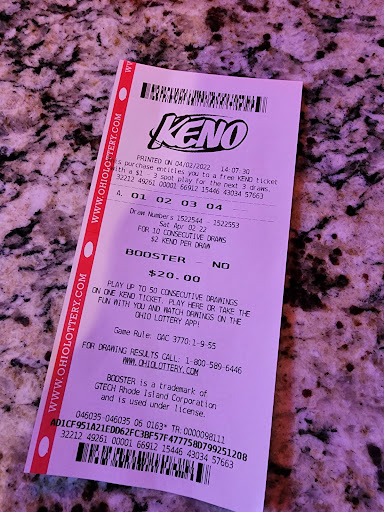 KENO
PRINTED ON 04/02/2022 14:07:30
is purchase entitles you to a free KENO ticket
with a $1 - 3 spot play for the next 3 draws.
32212 49261 00001 66912 15446 43034 57663
A. 01 02 03 04
Draw Numbers 1522544 - 1522553
Sat Apr 02 22
FOR 10 CONSECUTIVE DRAWS
$2 KENO PER DRAW
BOOSTER - NO
$20.00
PLAY UP TO 50 CONSECUTIVE DRAWINGS
ON ONE KENO TICKET. PLAY HERE OR TAKE THE
FUN WITH YOU AND WATCH DRAWINGS ON THE
OHIO LOTTERY APP!
Game Rule: OAC 3770:1-9-55
FOR DRAWING RESULTS CALL: 1-800-589-6446
WWW.OHIOLOTTERY.COM
BOOSTER is a trademark of
GTECH Rhode Island Corporation
and is used under license.
046035-046035 06 0163* TR:0000098111
AD1CF951A21EDD62FC3BF57F477758D799251208
32212 49261 00001 66912 15446 43034 57663
WWW.OHIOLOTTERY.COM
WWW.OHIOLOTTERY.COM
WW